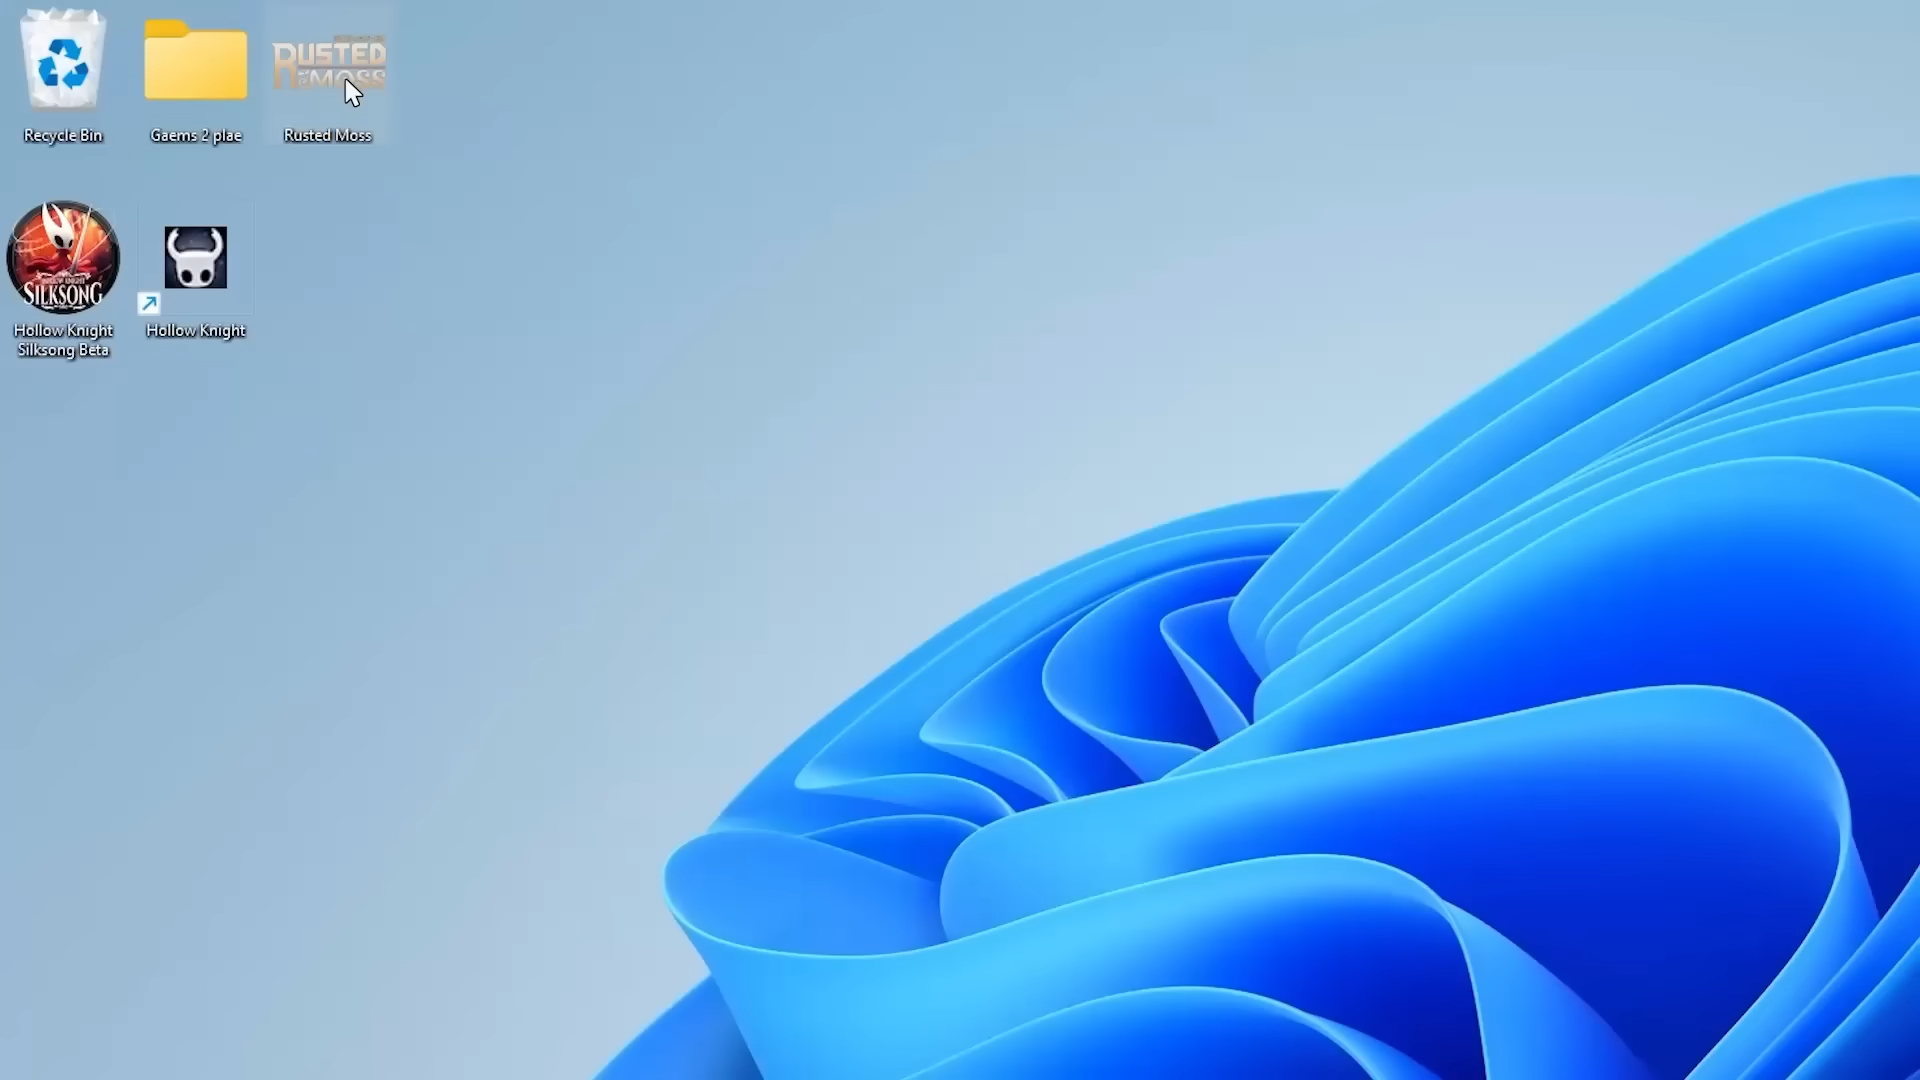 RUSTED
MOSS
Recycle Bin
Gaems 2 plae
Rusted Moss
SILKSONG
Hollow Knight
Silksong Beta
Hollow Knight